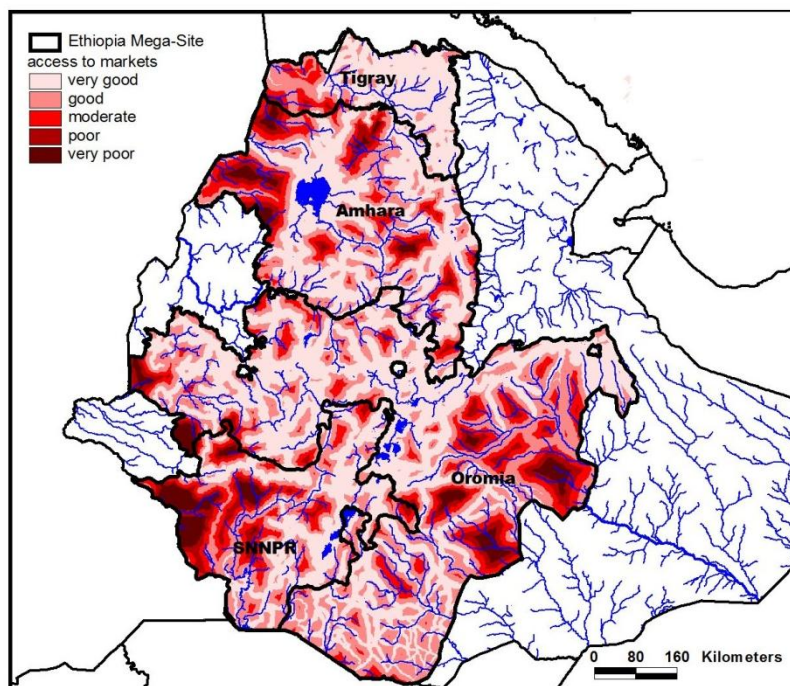 Ethiopia Mega-Site
access to markets
very good
good
moderate
poor
very poor
Tigray
Amhara
Oromia
SNNPR
0 80 160 Kilometers